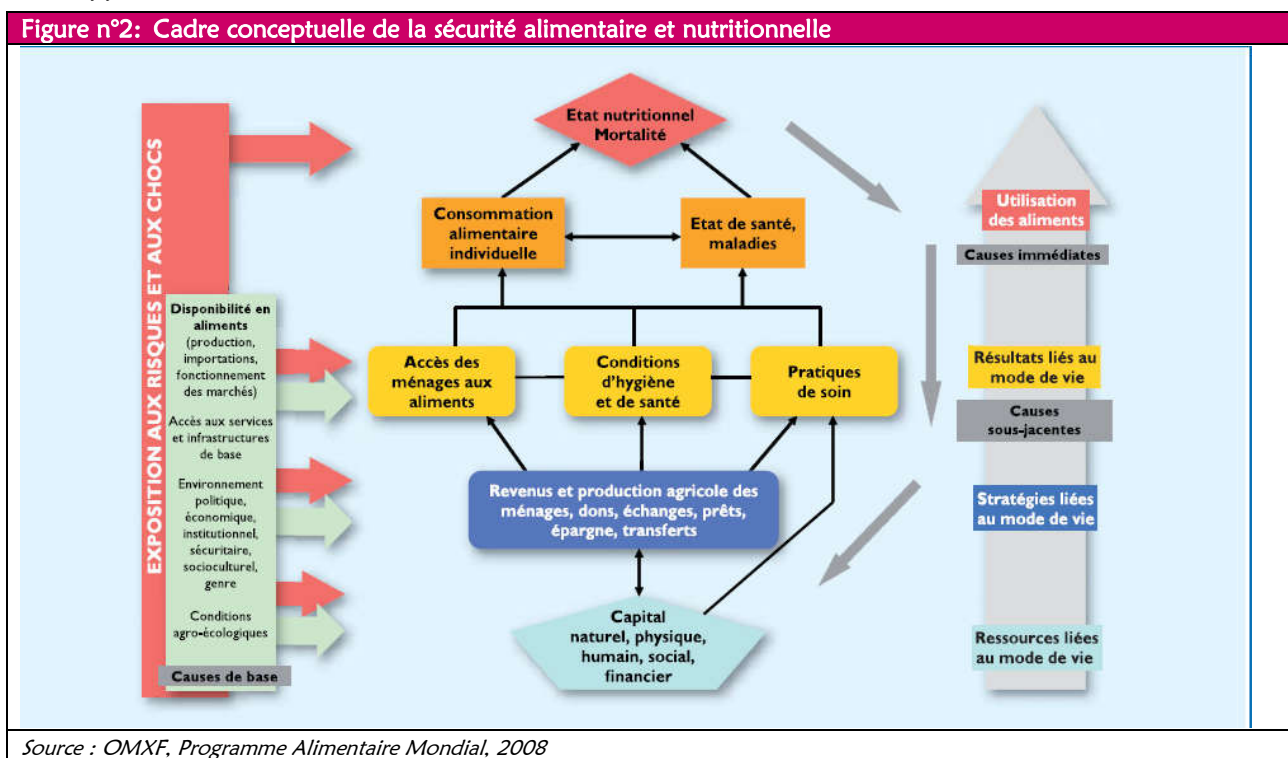 Figure n°2: Cadre conceptuelle de la sécurité alimentaire et nutritionnelle
EXPOSITION AUX RISQUES ET AUX CHOCS
Disponibilité en
aliments
(production,
importations,
fonctionnement
des marchés)
Accès aux services
et infrastructures
de base
Environnement
politique,
économique,
institutionnel,
sécuritaire,
socioculturel,
genre
Conditions
agro-écologiques
Causes de base
Etat nutritionnel
Mortalité
Consommation
alimentaire
individuelle
Etat de santé,
maladies
Accès des
ménages aux
aliments
Conditions
d'hygiène
et de santé
Pratiques
de soin
Revenus et production agricole des
ménages, dons, échanges, prêts,
épargne, transferts
Capital
naturel, physique,
humain, social,
financier
Utilisation
des aliments
Causes immédiates
Résultats liés au
mode de vie
Causes
sous-jacentes
Stratégies liées
au mode de vie
Ressources liées
au mode de vie
Source : OMXF, Programme Alimentaire Mondial, 2008